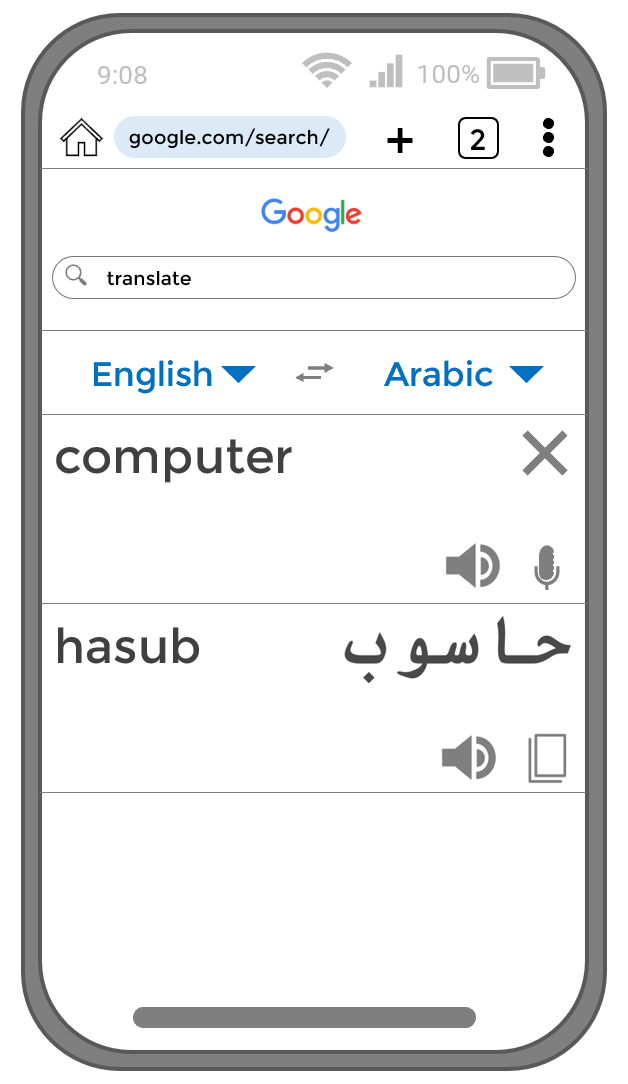 9:08 100%
google.com/search/ + 2
Google
translate
English Arabic
computer
hasub حاسوب